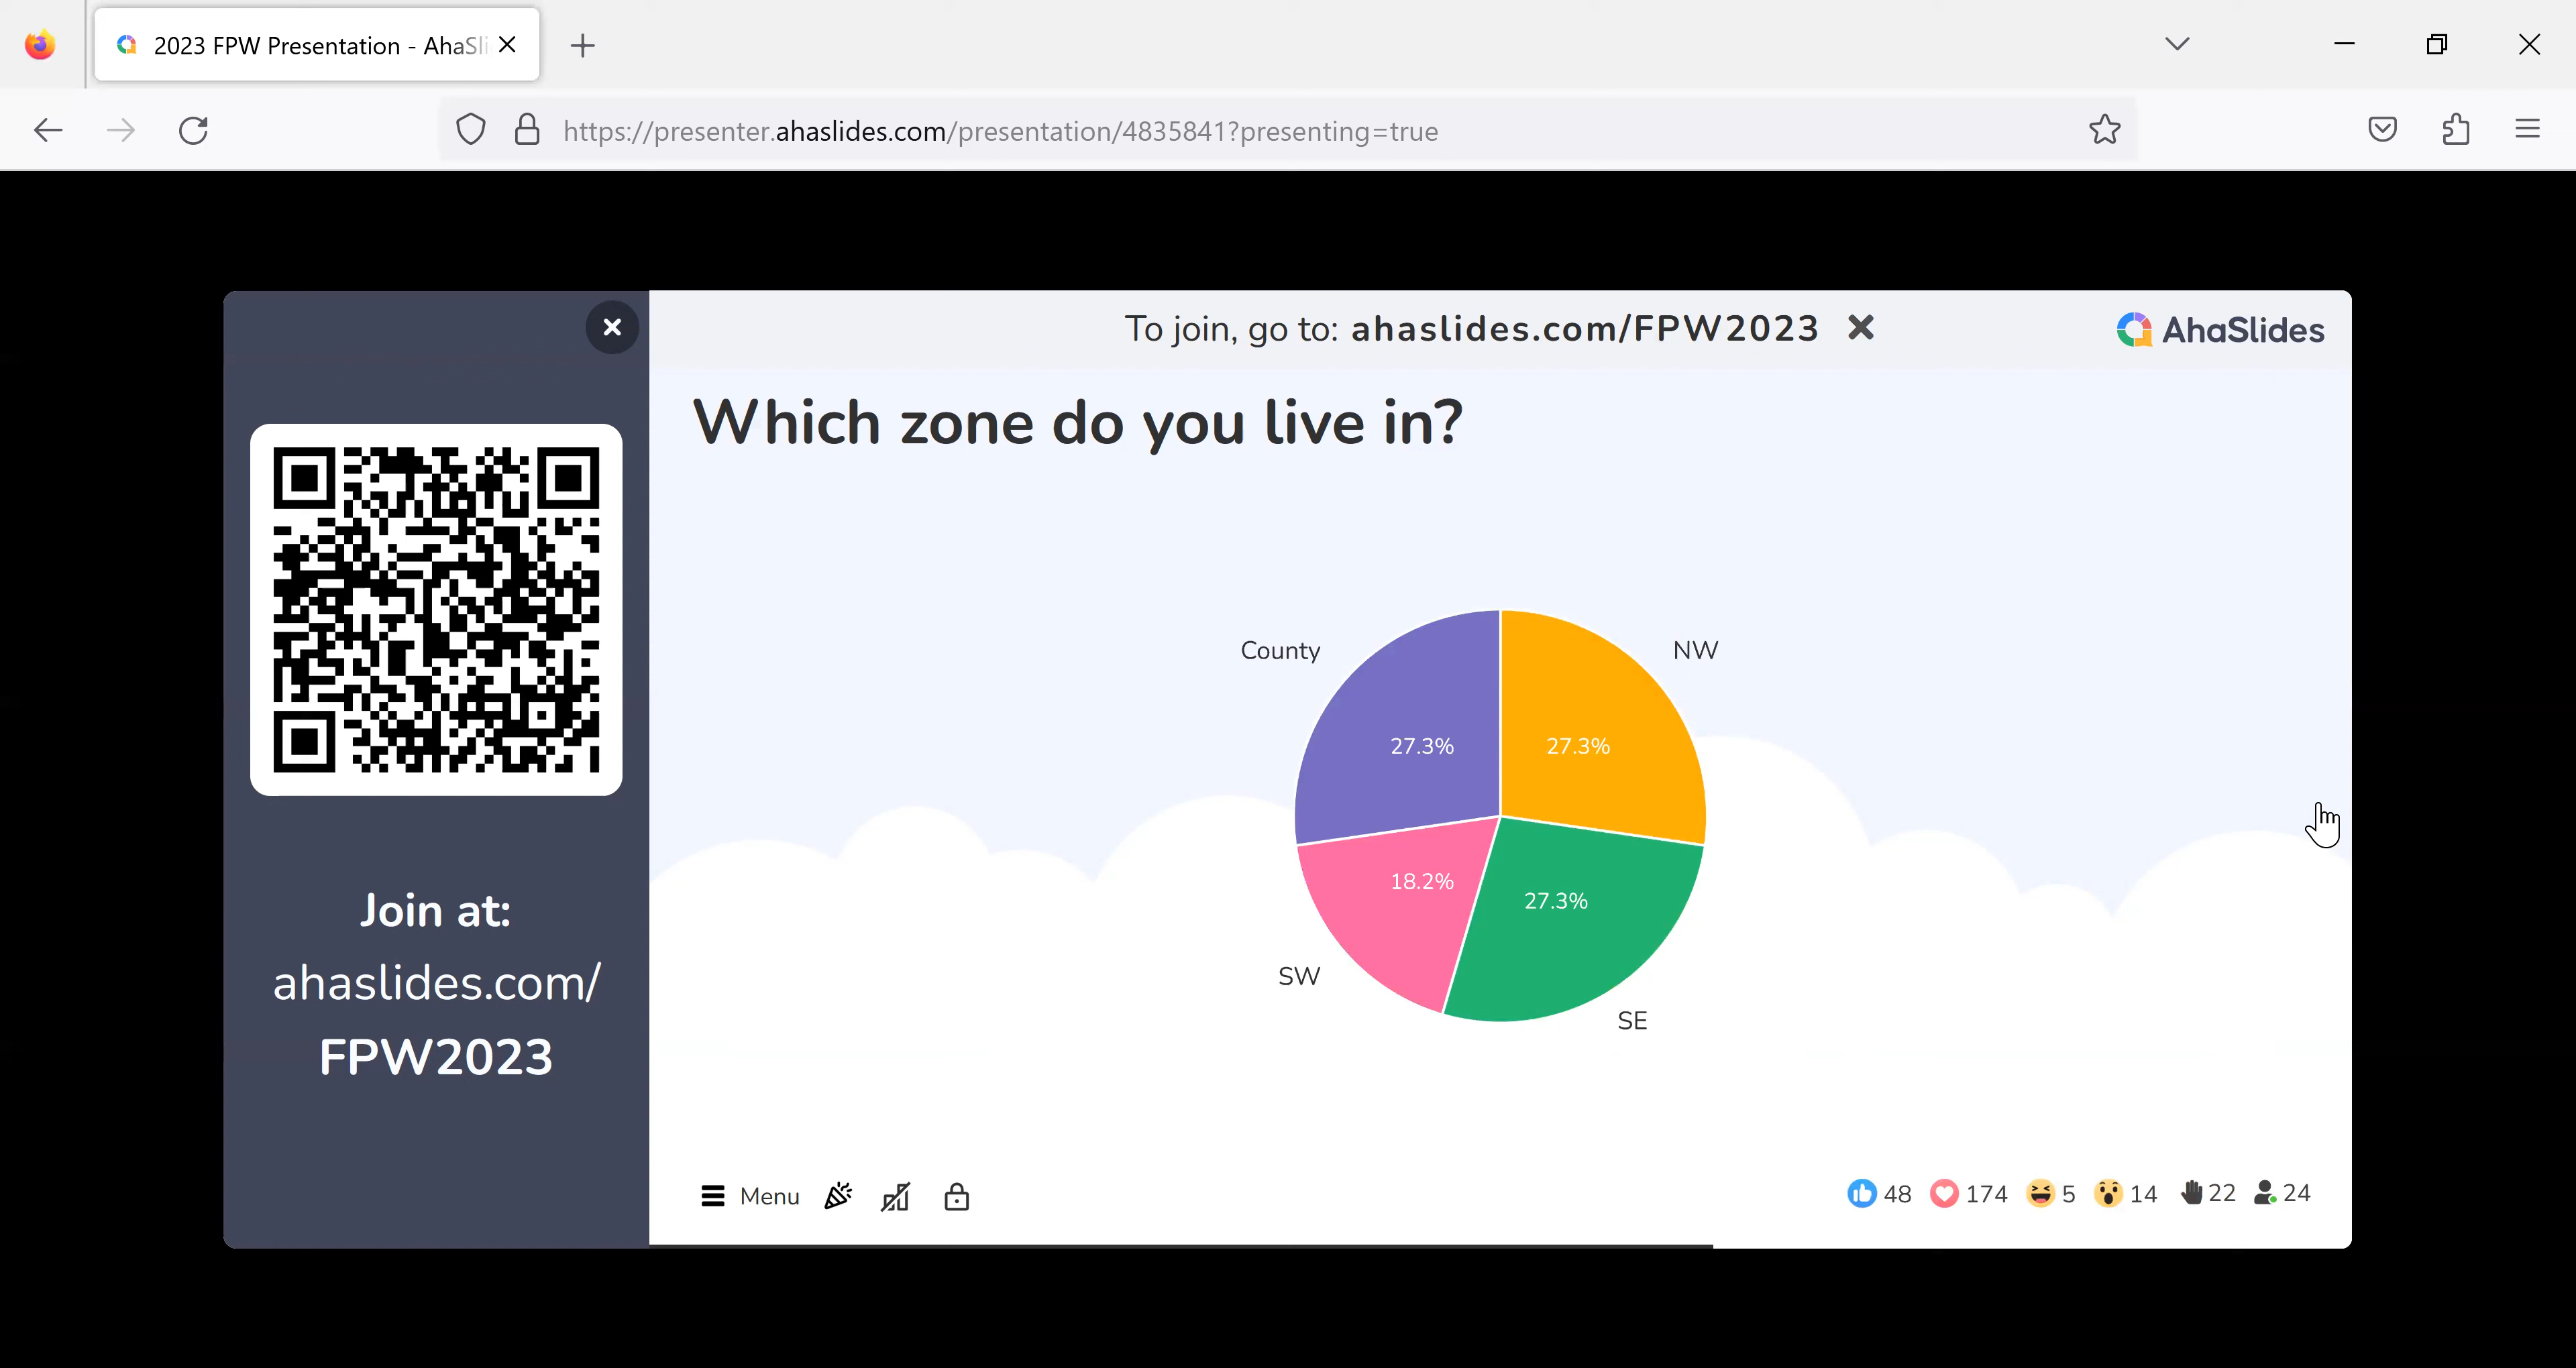 2023 FPW Presentation - AhaSli
https://presenter.ahaslides.com/presentation/4835841?presenting=true
To join, go to: ahaslides.com/FPW2023
AhaSlides
Which zone do you live in?
County
NW
27.3%
27.3%
18.2%
27.3%
SW
SE
Join at:
ahaslides.com/
FPW2023
Menu
48 174 5 14 22 24